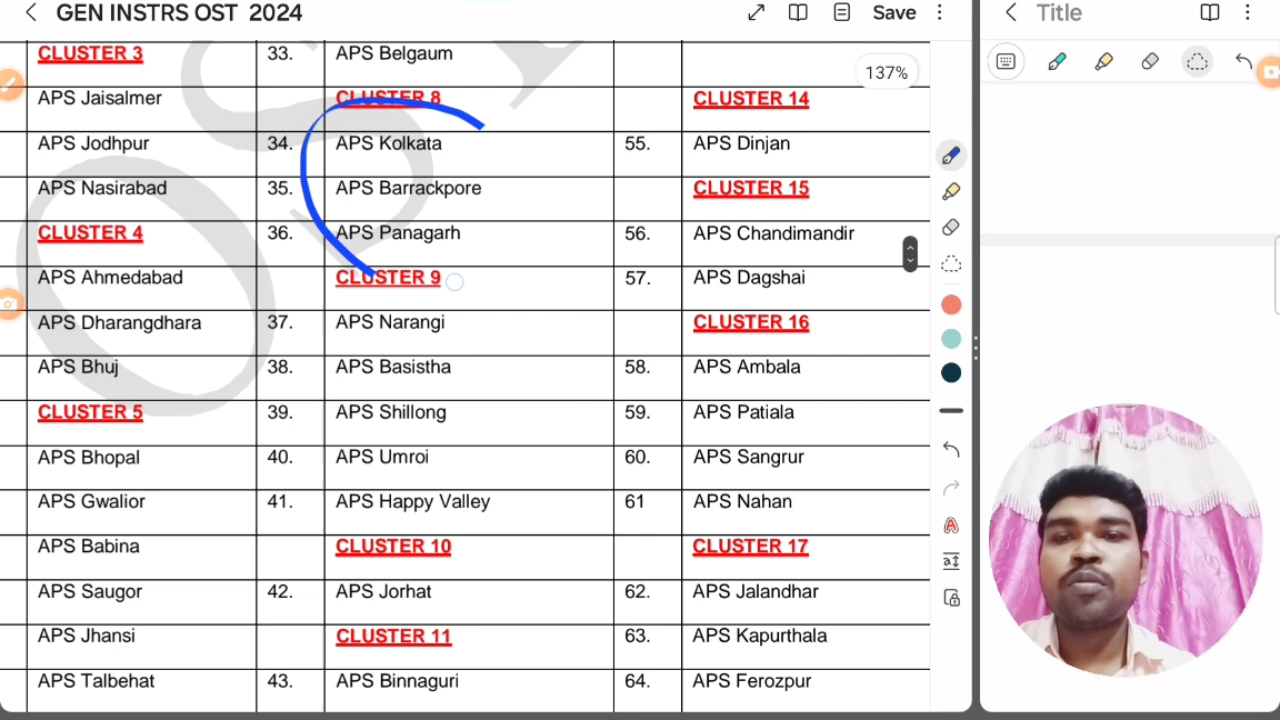 GEN INSTRS OST 2024
Save
Title
137%
CLUSTER 3 33. APS Belgaum
APS Jaisalmer CLUSTER 8 CLUSTER 14
APS Jodhpur 34. APS Kolkata 55. APS Dinjan
APS Nasirabad 35. APS Barrackpore CLUSTER 15
CLUSTER 4 36. APS Panagarh 56. APS Chandimandir
APS Ahmedabad CLUSTER 9 57. APS Dagshai
APS Dharangdhara 37. APS Narangi CLUSTER 16
APS Bhuj 38. APS Basistha 58. APS Ambala
CLUSTER 5 39. APS Shillong 59. APS Patiala
APS Bhopal 40. APS Umroi 60. APS Sangrur
APS Gwalior 41. APS Happy Valley 61 APS Nahan
APS Babina CLUSTER 10 CLUSTER 17
APS Saugor 42. APS Jorhat 62. APS Jalandhar
APS Jhansi CLUSTER 11 63. APS Kapurthala
APS Talbehat 43. APS Binnaguri 64. APS Ferozpur